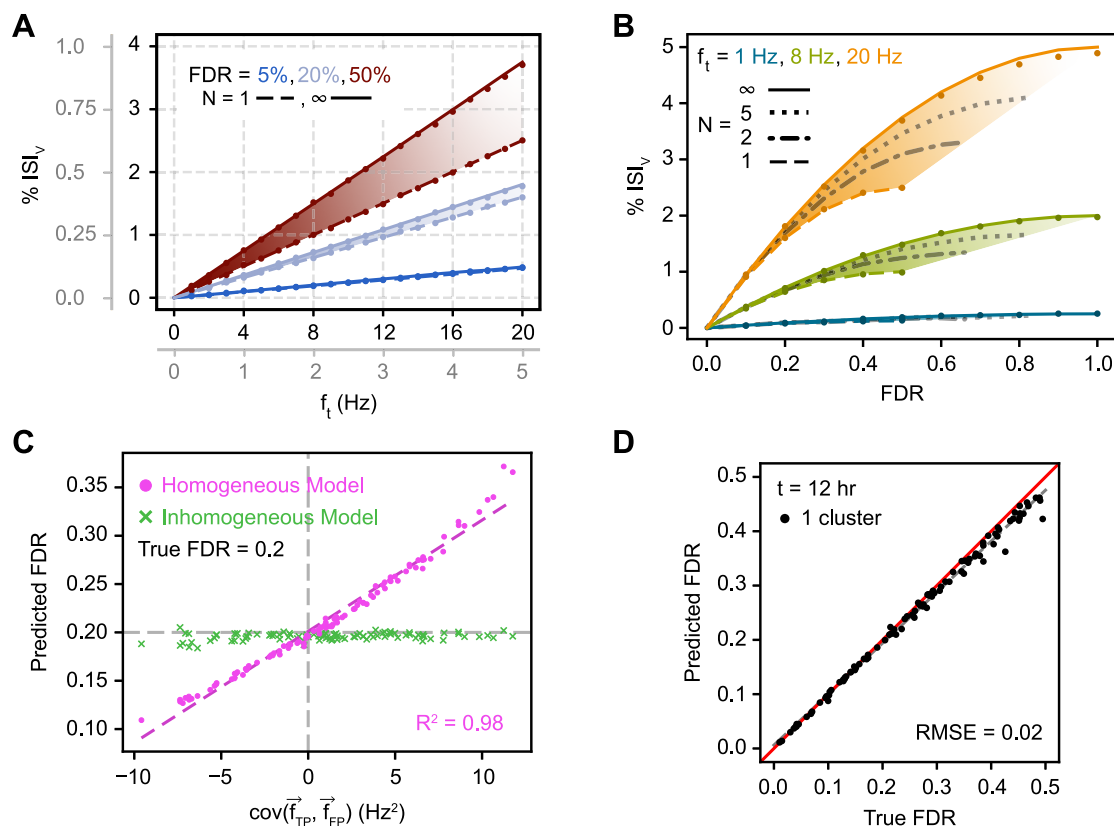 A
1.0
0.75
0.5
0.25
0.0
% ISIᵥ
4
3
2
1
0
FDR = 5%, 20%, 50%
N = 1 , ∞
0 4 8 12 16 20
0 1 2 3 4 5
fₜ (Hz)
B
5
4
3
2
1
0
% ISIᵥ
fₜ = 1 Hz, 8 Hz, 20 Hz
N =
∞
5
2
1
0.0 0.2 0.4 0.6 0.8 1.0
FDR
C
0.35
0.30
0.25
0.20
0.15
0.10
Predicted FDR
Homogeneous Model
Inhomogeneous Model
True FDR = 0.2
R² = 0.98
−10 −5 0 5 10
cov(f⃗_TP, f⃗_FP) (Hz²)
D
0.5
0.4
0.3
0.2
0.1
0.0
Predicted FDR
t = 12 hr
1 cluster
RMSE = 0.02
0.0 0.1 0.2 0.3 0.4 0.5
True FDR